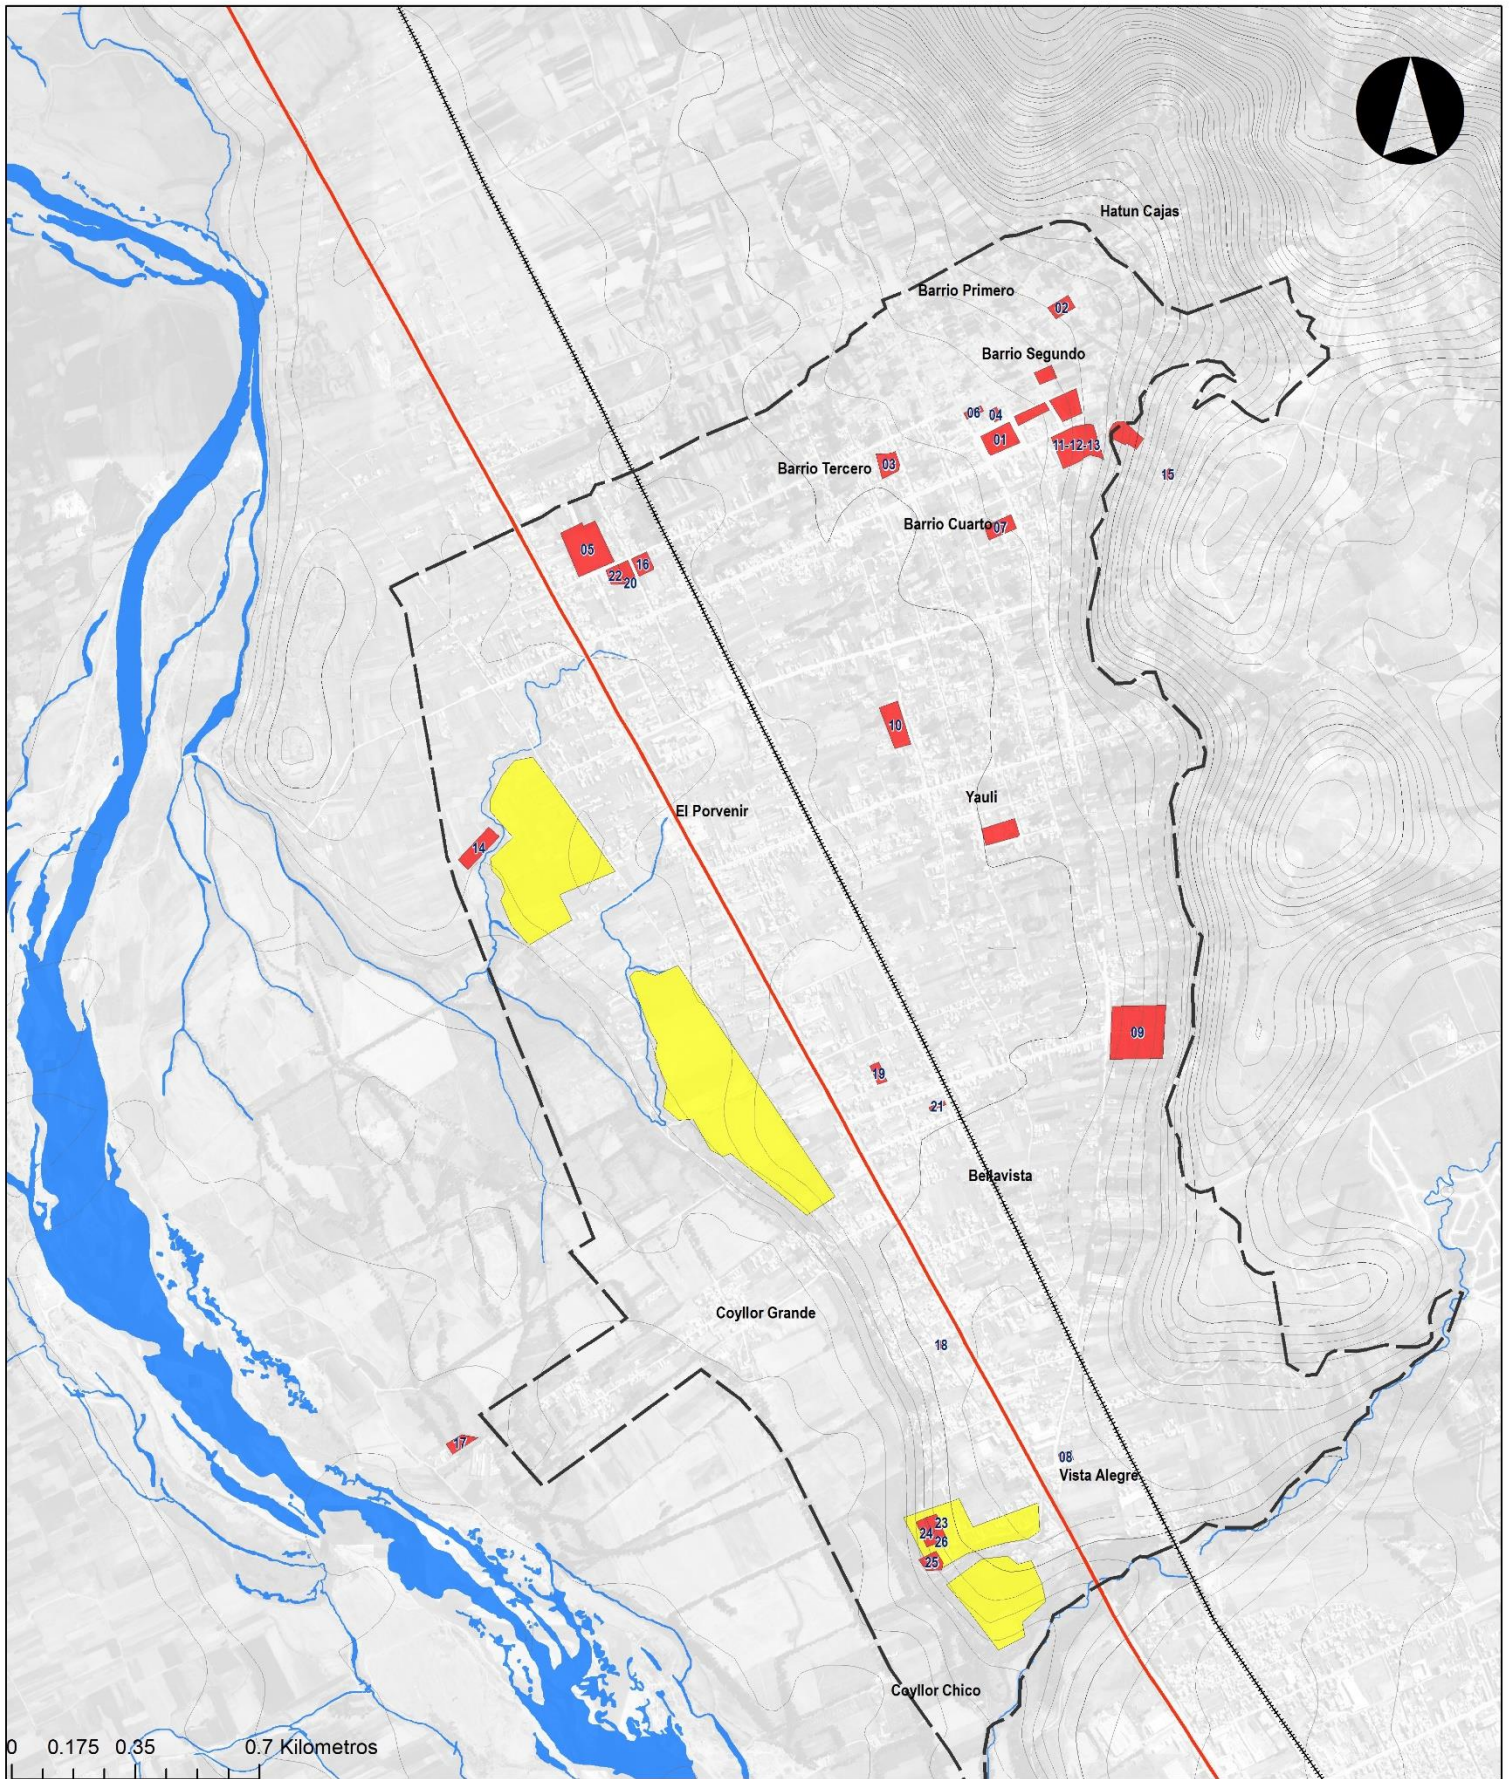 Hatun Cajas
Barrio Primero
02
Barrio Segundo
06
04
01
11-12-13
Barrio Tercero
03
15
Barrio Cuarto
07
05
16
22
20
10
Yauli
El Porvenir
14
09
19
21
Bellavista
Coyllor Grande
18
17
08
Vista Alegre
23
24
26
25
Coyllor Chico
0 0.175 0.35 0.7 Kilometros